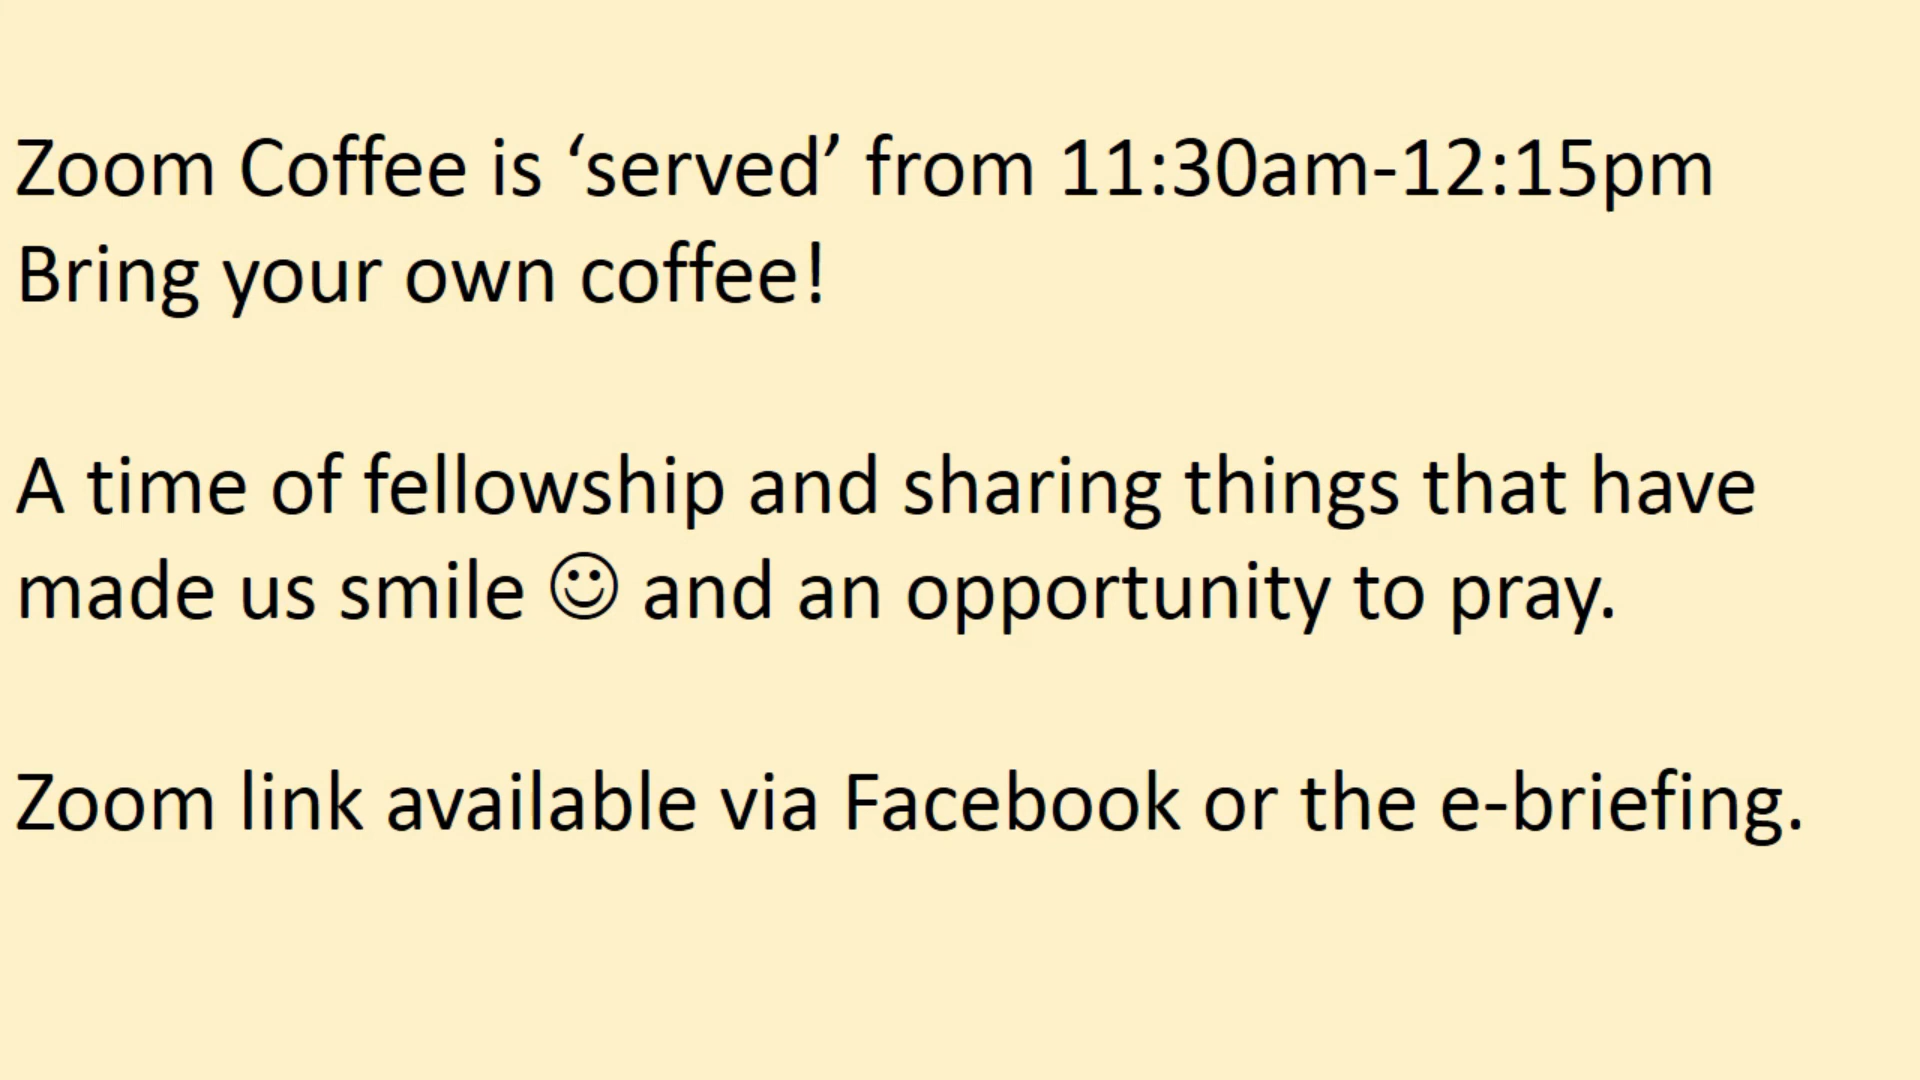 Zoom Coffee is ‘served’ from 11:30am-12:15pm
Bring your own coffee!
A time of fellowship and sharing things that have
made us smile ☺ and an opportunity to pray.
Zoom link available via Facebook or the e-briefing.